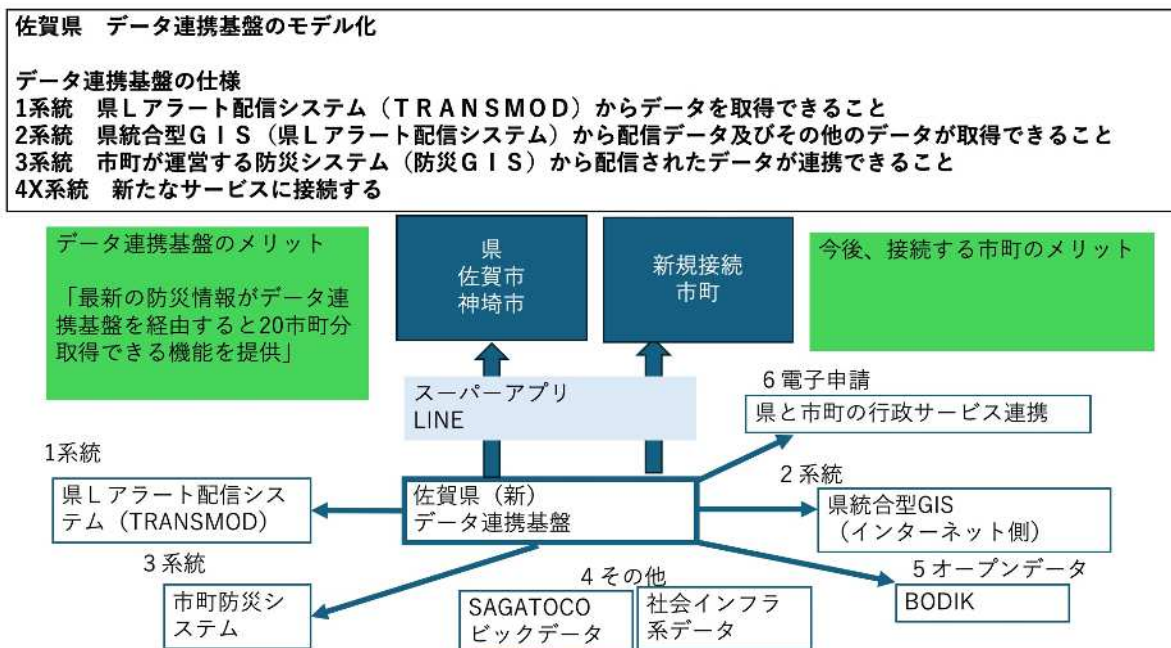 佐賀県　データ連携基盤のモデル化
データ連携基盤の仕様
1系統　県Ｌアラート配信システム（ＴＲＡＮＳＭＯＤ）からデータを取得できること
2系統　県統合型ＧＩＳ（県Ｌアラート配信システム）から配信データ及びその他のデータが取得できること
3系統　市町が運営する防災システム（防災ＧＩＳ）から配信されたデータが連携できること
4X系統　新たなサービスに接続する
データ連携基盤のメリット
「最新の防災情報がデータ連
携基盤を経由すると20市町分
取得できる機能を提供」
県
佐賀市
神埼市
新規接続
市町
今後、接続する市町のメリット
スーパーアプリ
LINE
6 電子申請
県と市町の行政サービス連携
1系統
県Ｌアラート配信シス
テム（TRANSMOD）
佐賀県（新）
データ連携基盤
2 系統
県統合型GIS
（インターネット側）
3 系統
市町防災シ
ステム
4 その他
SAGATOCO
ビックデータ
社会インフラ
系データ
5 オープンデータ
BODIK